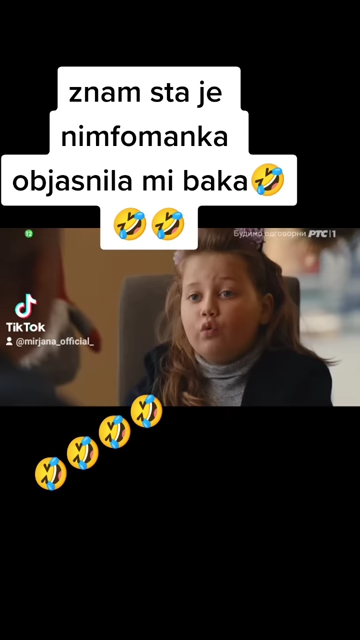 znam sta je
nimfomanka
objasnila mi baka🤣
🤣🤣
Будимо одговорни РТС 1
TikTok
@mirjana_official_